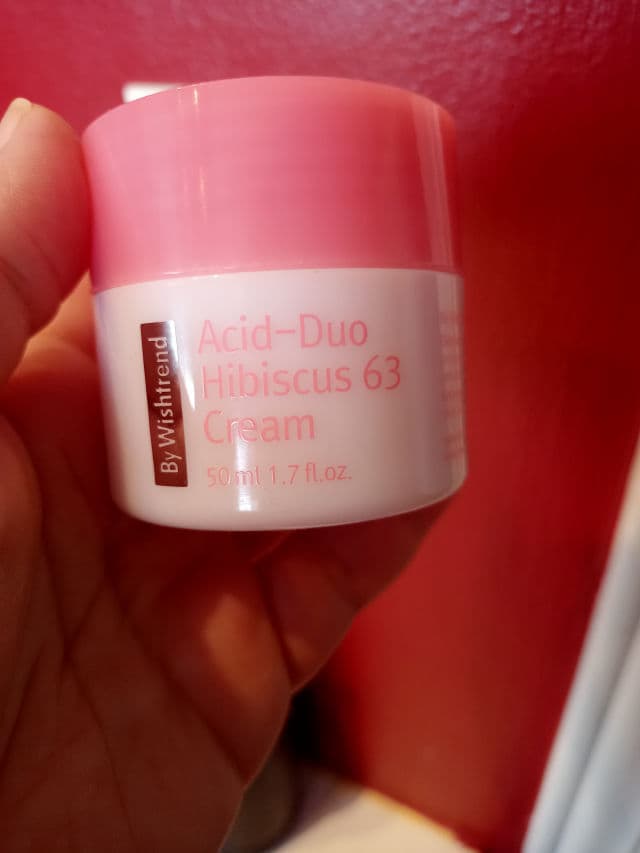 By Wishtrend
Acid-Duo
Hibiscus 63
Cream
50 ml 1.7 fl.oz.